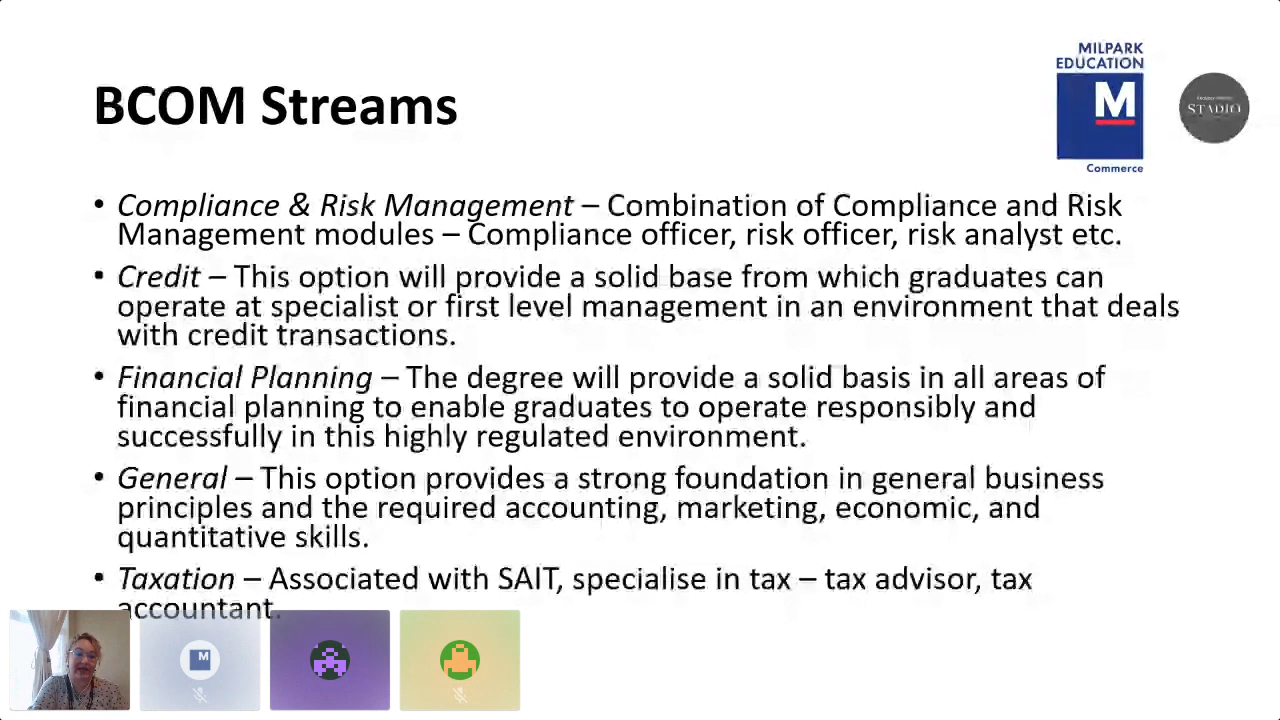 MILPARK
EDUCATION
BCOM Streams
M
STADIO
Commerce
• Compliance & Risk Management – Combination of Compliance and Risk
Management modules – Compliance officer, risk officer, risk analyst etc.
• Credit – This option will provide a solid base from which graduates can
operate at specialist or first level management in an environment that deals
with credit transactions.
• Financial Planning – The degree will provide a solid basis in all areas of
financial planning to enable graduates to operate responsibly and
successfully in this highly regulated environment.
• General – This option provides a strong foundation in general business
principles and the required accounting, marketing, economic, and
quantitative skills.
• Taxation – Associated with SAIT, specialise in tax – tax advisor, tax
accountant.
M